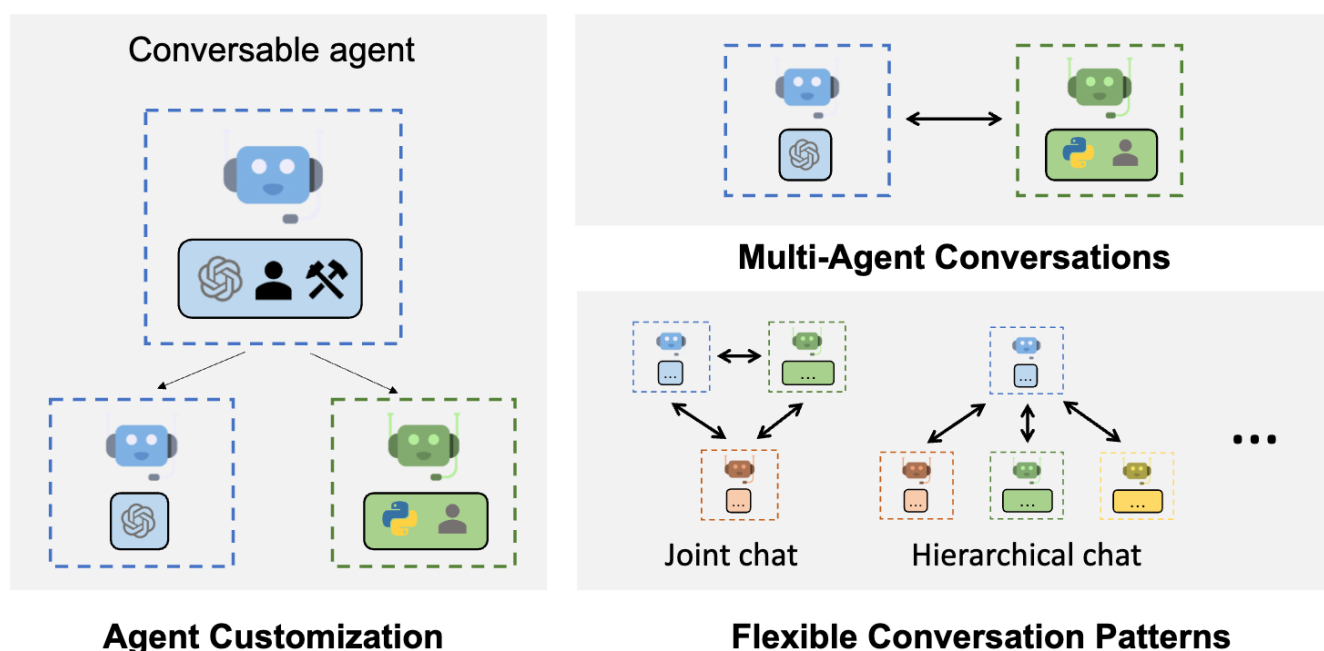 Conversable agent
Agent Customization
Multi-Agent Conversations
...
...
...
Joint chat
...
...
...
...
Hierarchical chat
...
Flexible Conversation Patterns